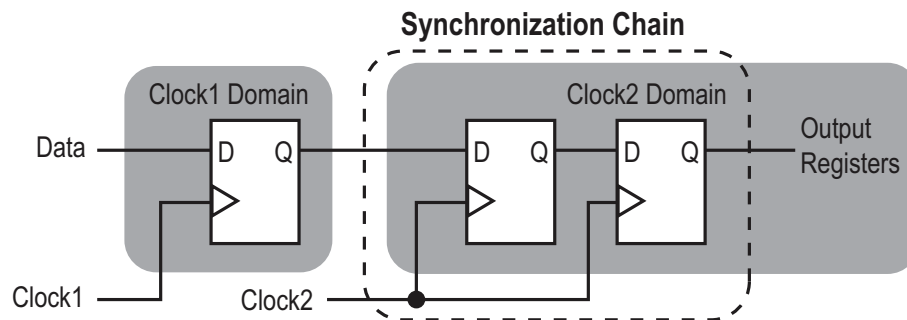 Synchronization Chain
Clock1 Domain
Clock2 Domain
Data
D
Q
D
Q
D
Q
Output
Registers
Clock1
Clock2